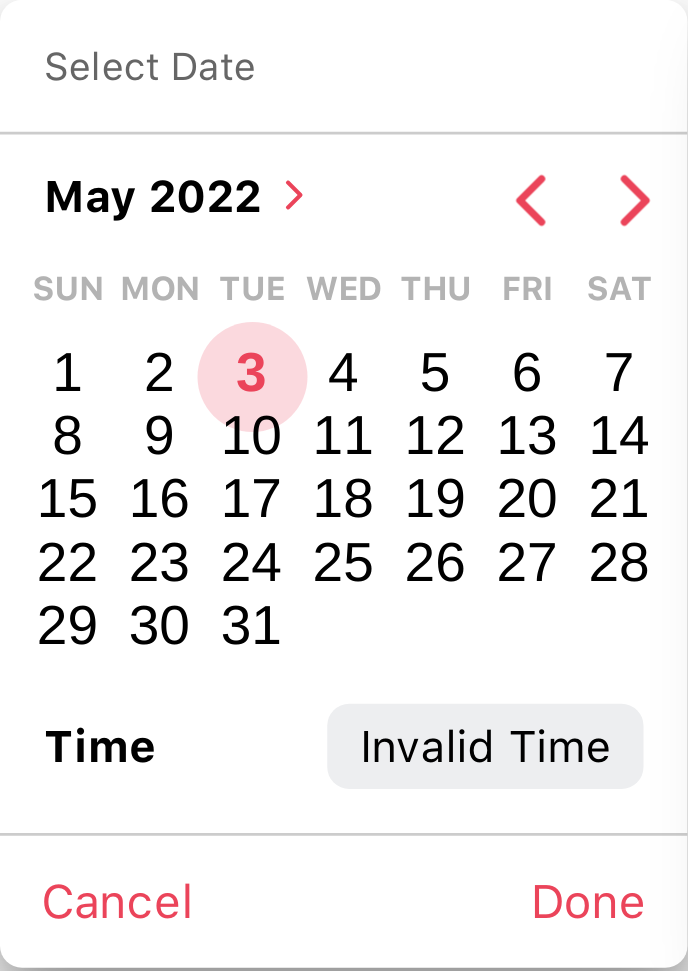 Select Date
May 2022
SUN MON TUE WED THU FRI SAT
1 2 3 4 5 6 7
8 9 10 11 12 13 14
15 16 17 18 19 20 21
22 23 24 25 26 27 28
29 30 31
Time Invalid Time
Cancel Done